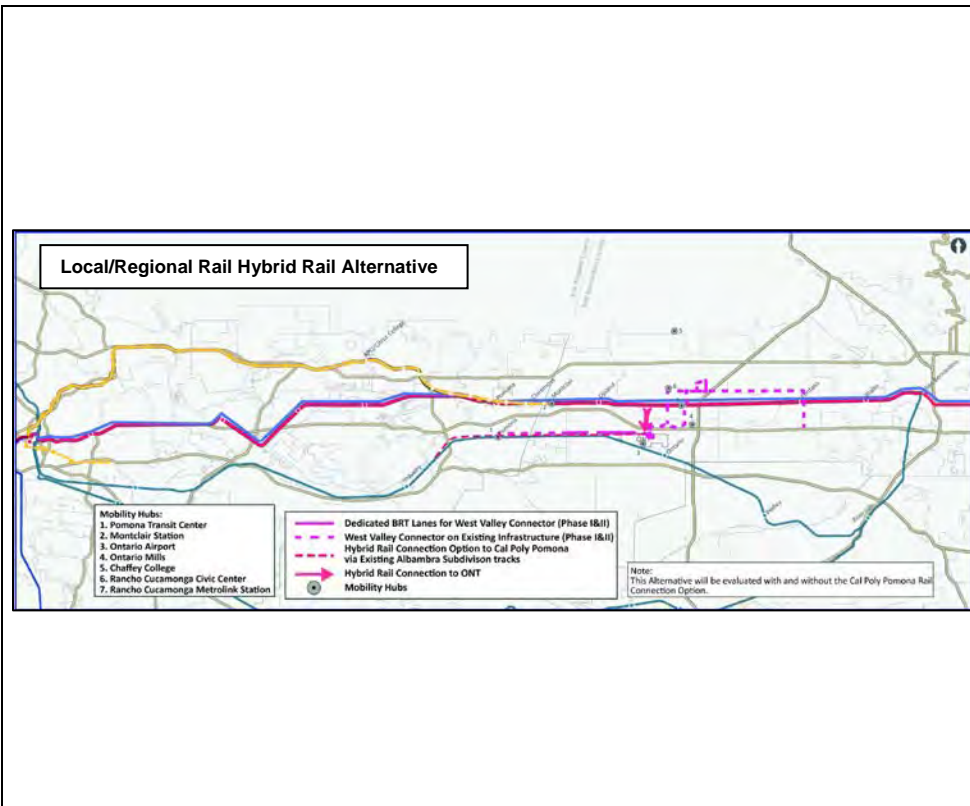 Local/Regional Rail Hybrid Rail Alternative
APU/Citrus College
Mobility Hubs:
1. Pomona Transit Center
2. Montclair Station
3. Ontario Airport
4. Ontario Mills
5. Chaffey College
6. Rancho Cucamonga Civic Center
7. Rancho Cucamonga Metrolink Station
Dedicated BRT Lanes for West Valley Connector (Phase I&II)
West Valley Connector on Existing Infrastructure (Phase I&II)
Hybrid Rail Connection Option to Cal Poly Pomona
via Existing Albambra Subdivison tracks
Hybrid Rail Connection to ONT
Mobility Hubs
Note:
This Alternative will be evaluated with and without the Cal Poly Pomona Rail
Connection Option.